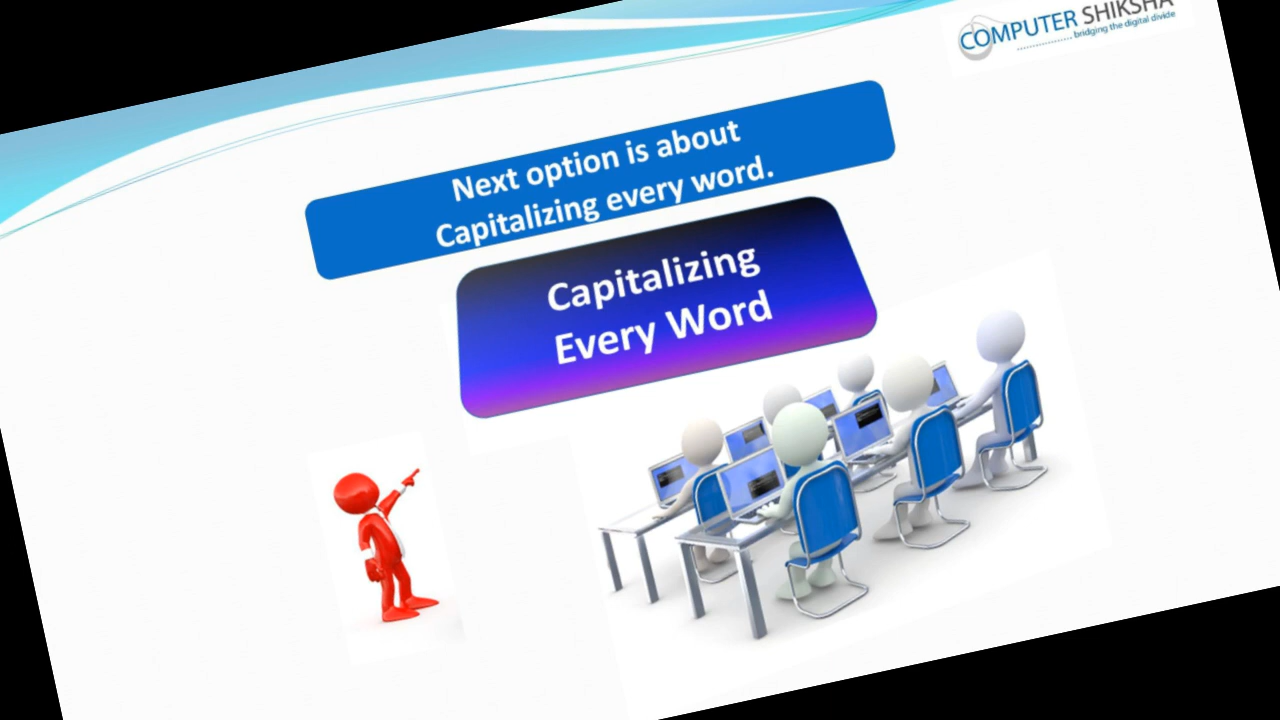 COMPUTER SHIKSHA
bridging the digital divide
Next option is about
Capitalizing every word.
Capitalizing
Every Word